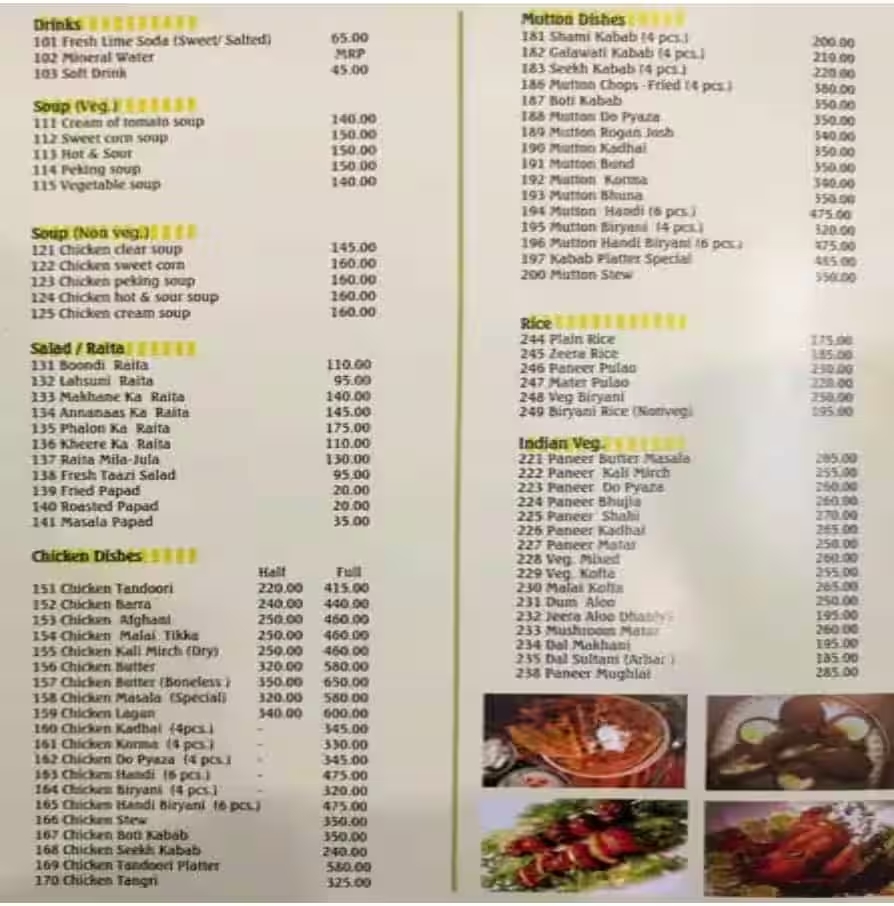 Drinks
101 Fresh Lime Soda (Sweet/ Salted) 65.00
102 Mineral Water MRP
103 Soft Drink 45.00
Soup (Veg.)
111 Cream of tomato soup 140.00
112 Sweet corn soup 150.00
113 Hot & Sour 150.00
114 Peking soup 150.00
115 Vegetable soup 140.00
Soup (Non veg.)
121 Chicken clear soup 145.00
122 Chicken sweet corn 160.00
123 Chicken peking soup 160.00
124 Chicken hot & sour soup 160.00
125 Chicken cream soup 160.00
Salad / Raita
131 Boondi Raita 110.00
132 Lahsuni Raita 95.00
133 Makhane Ka Raita 140.00
134 Annanaas Ka Raita 145.00
135 Phalon Ka Raita 175.00
136 Kheere Ka Raita 110.00
137 Raita Mila-Jula 130.00
138 Fresh Taazi Salad 95.00
139 Fried Papad 20.00
140 Roasted Papad 20.00
141 Masala Papad 35.00
Chicken Dishes
Half Full
151 Chicken Tandoori 220.00 415.00
152 Chicken Barra 240.00 440.00
153 Chicken Afghani 250.00 460.00
154 Chicken Malai Tikka 250.00 460.00
155 Chicken Kali Mirch (Dry) 250.00 460.00
156 Chicken Butter 320.00 580.00
157 Chicken Butter (Boneless ) 350.00 650.00
158 Chicken Masala (Special) 320.00 580.00
159 Chicken Lagan 340.00 600.00
160 Chicken Kadhai (4pcs.) - 345.00
161 Chicken Korma (4 pcs.) - 330.00
162 Chicken Do Pyaza (4 pcs.) - 345.00
163 Chicken Handi (6 pcs.) - 475.00
164 Chicken Biryani (4 pcs.) - 320.00
165 Chicken Handi Biryani (6 pcs.) 475.00
166 Chicken Stew 350.00
167 Chicken Boti Kabab 350.00
168 Chicken Seekh Kabab 240.00
169 Chicken Tandoori Platter 580.00
170 Chicken Tangri 325.00
Mutton Dishes
181 Shami Kabab (4 pcs.) 200.00
182 Galawati Kabab (4 pcs.) 210.00
183 Seekh Kabab (4 pcs.) 220.00
186 Mutton Chops -Fried (4 pcs.) 380.00
187 Boti Kabab 350.00
188 Mutton Do Pyaza 350.00
189 Mutton Rogan Josh 340.00
190 Mutton Kadhai 350.00
191 Mutton Bund 350.00
192 Mutton Korma 340.00
193 Mutton Bhuna 350.00
194 Mutton Handi (6 pcs.) 475.00
195 Mutton Biryani (4 pcs.) 320.00
196 Mutton Handi Biryani (6 pcs.) 475.00
197 Kabab Platter Special 485.00
200 Mutton Stew 350.00
Rice
244 Plain Rice 175.00
245 Zeera Rice 185.00
246 Paneer Pulao 230.00
247 Mater Pulao 220.00
248 Veg Biryani 250.00
249 Biryani Rice (Nonveg) 195.00
Indian Veg.
221 Paneer Butter Masala 265.00
222 Paneer Kali Mirch 255.00
223 Paneer Do Pyaza 260.00
224 Paneer Bhujia 260.00
225 Paneer Shahi 270.00
226 Paneer Kadhai 265.00
227 Paneer Matar 250.00
228 Veg. Mixed 260.00
229 Veg. Kofta 255.00
230 Malai Kofta 265.00
231 Dum Aloo 250.00
232 Jeera Aloo 195.00
233 Mushroom Matar 260.00
234 Dal Makhani 195.00
235 Dal Sultani (Arhar ) 185.00
238 Paneer Mughlai 285.00